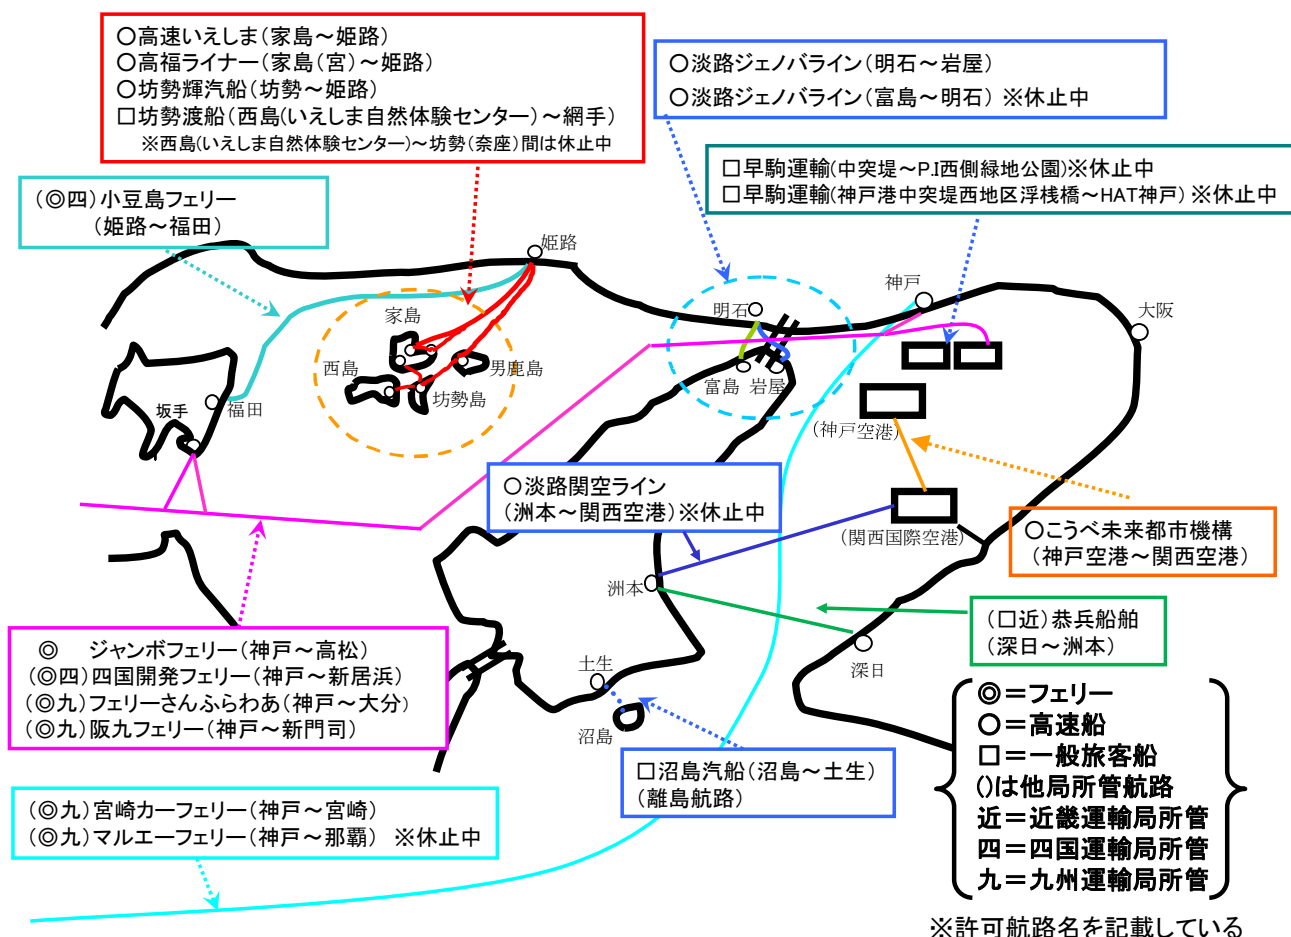 ○高速いえしま(家島～姫路)
○高福ライナー(家島(宮)～姫路)
○坊勢輝汽船(坊勢～姫路)
□坊勢渡船(西島(いえしま自然体験センター)～網手)
※西島(いえしま自然体験センター)～坊勢(奈座)間は休止中
○淡路ジェノバライン(明石～岩屋)
○淡路ジェノバライン(富島～明石) ※休止中
□早駒運輸(中突堤～P.I西側緑地公園)※休止中
□早駒運輸(神戸港中突堤西地区浮桟橋～HAT神戸) ※休止中
(◎四)小豆島フェリー
(姫路～福田)
姫路
神戸
明石
大阪
家島
西島
男鹿島
坊勢島
富島
岩屋
福田
坂手
(神戸空港)
○淡路関空ライン
(洲本～関西空港)※休止中
(関西国際空港)
○こうべ未来都市機構
(神戸空港～関西空港)
洲本
(□近)恭兵船舶
(深日～洲本)
深日
◎ ジャンボフェリー(神戸～高松)
(◎四)四国開発フェリー(神戸～新居浜)
(◎九)フェリーさんふらわあ(神戸～大分)
(◎九)阪九フェリー(神戸～新門司)
土生
沼島
□沼島汽船(沼島～土生)
(離島航路)
◎＝フェリー
○＝高速船
□＝一般旅客船
()は他局所管航路
近＝近畿運輸局所管
四＝四国運輸局所管
九＝九州運輸局所管
(◎九)宮崎カーフェリー(神戸～宮崎)
(◎九)マルエーフェリー(神戸～那覇) ※休止中
※許可航路名を記載している